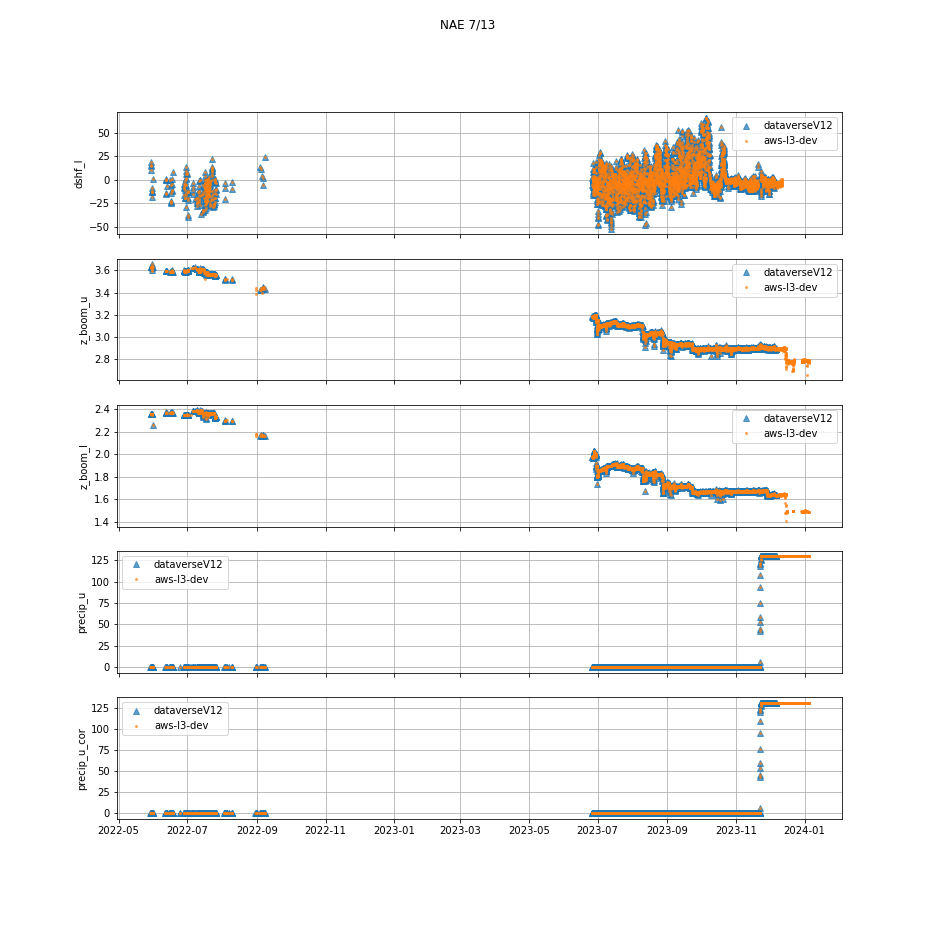 NAE 7/13
50
25
0
−25
−50
dshf_l
dataverseV12
aws-l3-dev
3.6
3.4
3.2
3.0
2.8
z_boom_u
dataverseV12
aws-l3-dev
2.4
2.2
2.0
1.8
1.6
1.4
z_boom_l
dataverseV12
aws-l3-dev
125
100
75
50
25
0
precip_u
dataverseV12
aws-l3-dev
125
100
75
50
25
0
precip_u_cor
dataverseV12
aws-l3-dev
2022-05 2022-07 2022-09 2022-11 2023-01 2023-03 2023-05 2023-07 2023-09 2023-11 2024-01